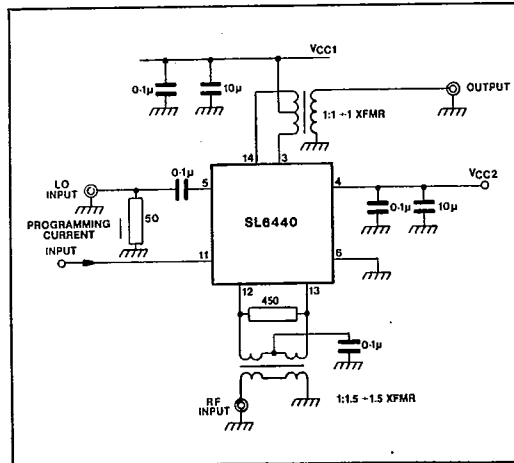 VCC1
0·1µ
10µ
OUTPUT
1:1 ÷1 XFMR
14
3
LO
INPUT
0·1µ
5
4
VCC2
50
SL6440
0·1µ
10µ
PROGRAMMING
CURRENT
INPUT
11
6
12
13
450
0·1µ
RF
INPUT
1:1.5 ÷1.5 XFMR